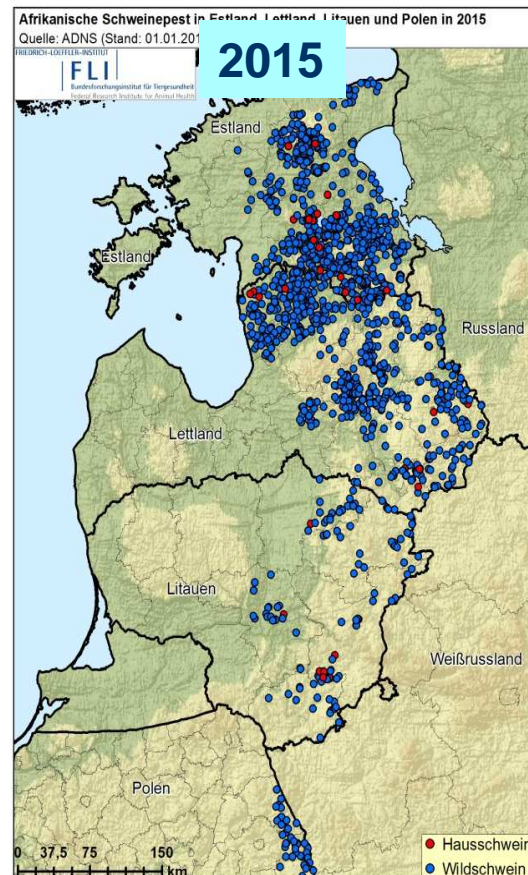 Afrikanische Schweinepest in Estland, Lettland, Litauen und Polen in 2015
Quelle: ADNS (Stand: 01.01.201
2015
FRIEDRICH-LOEFFLER-INSTITUT
FLI
Bundesforschungsinstitut für Tiergesundheit
Federal Research Institute for Animal Health
Estland
Estland
Russland
Lettland
Litauen
Weißrussland
Polen
0 37,5 75 150
km
Hausschwein
Wildschwein